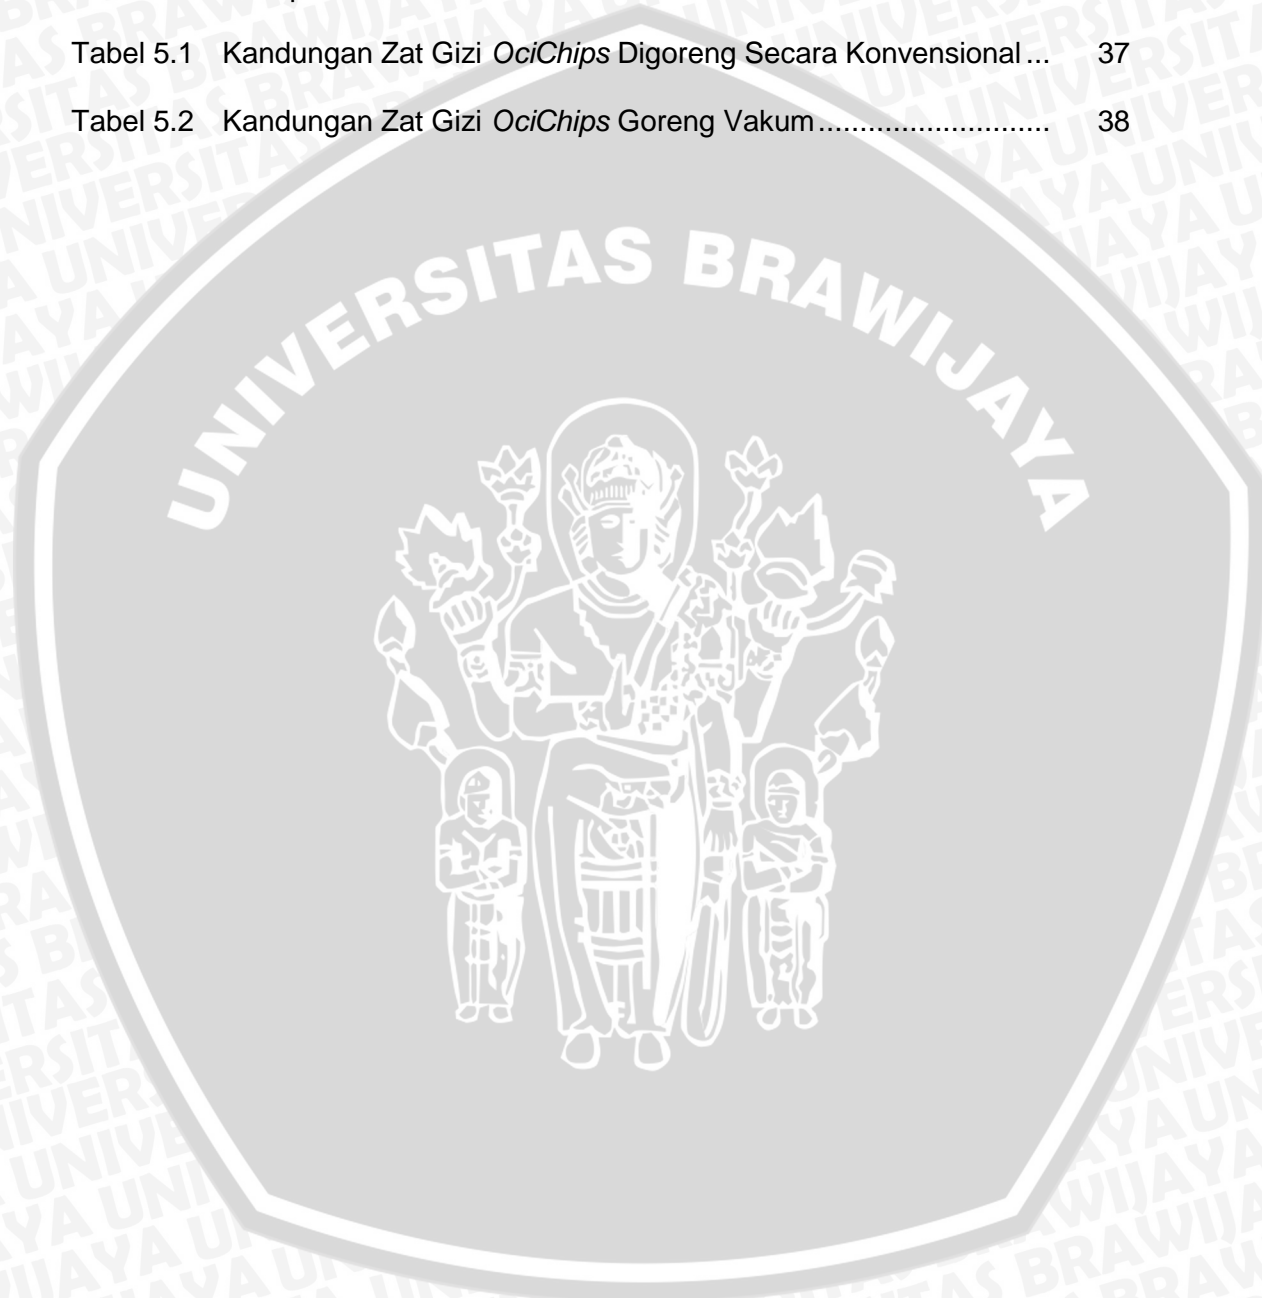 Tabel 5.1 Kandungan Zat Gizi OciChips Digoreng Secara Konvensional ... 37
Tabel 5.2 Kandungan Zat Gizi OciChips Goreng Vakum ............................ 38
UNIVERSITAS BRAWIJAYA